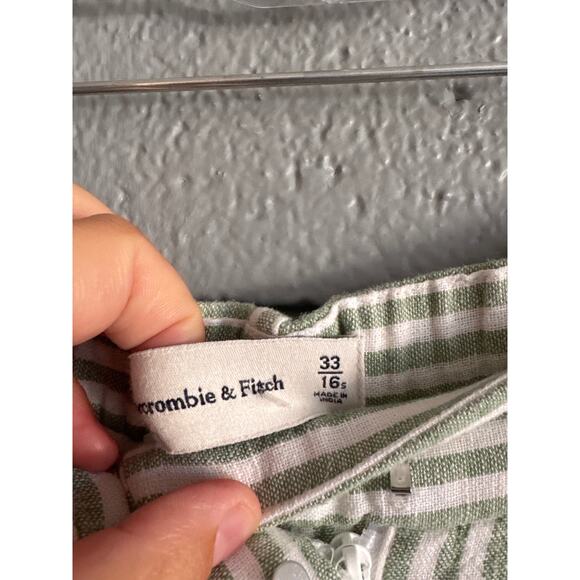 crombie & Fitch
33
16s
MADE IN
INDIA